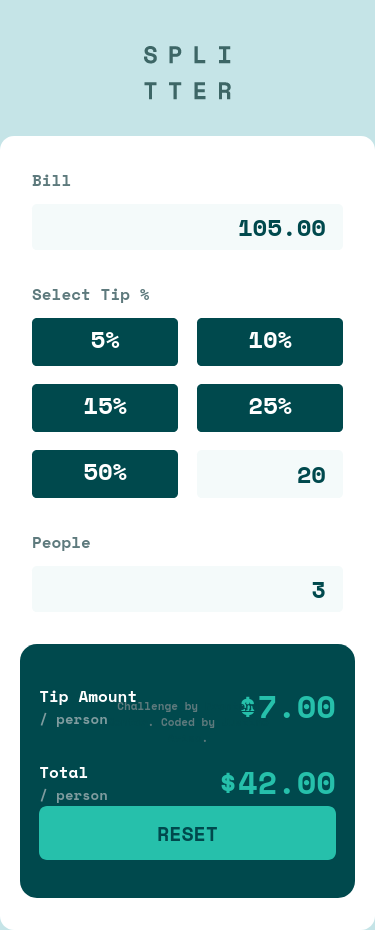 SPLI
TTER
Bill
105.00
Select Tip %
5%
10%
15%
25%
50%
20
People
3
Tip Amount
/ person
$7.00
Challenge by
. Coded by
.
Total
/ person
$42.00
RESET